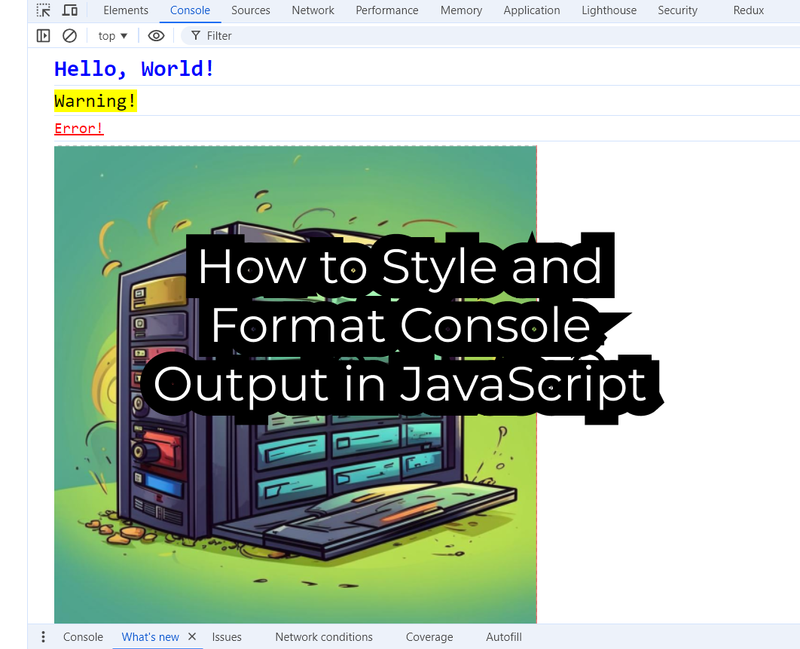 Elements Console Sources Network Performance Memory Application Lighthouse Security Redux
top ▼ Filter
Hello, World!
Warning!
Error!
How to Style and
Format Console
Output in JavaScript
Console What's new × Issues Network conditions Coverage Autofill